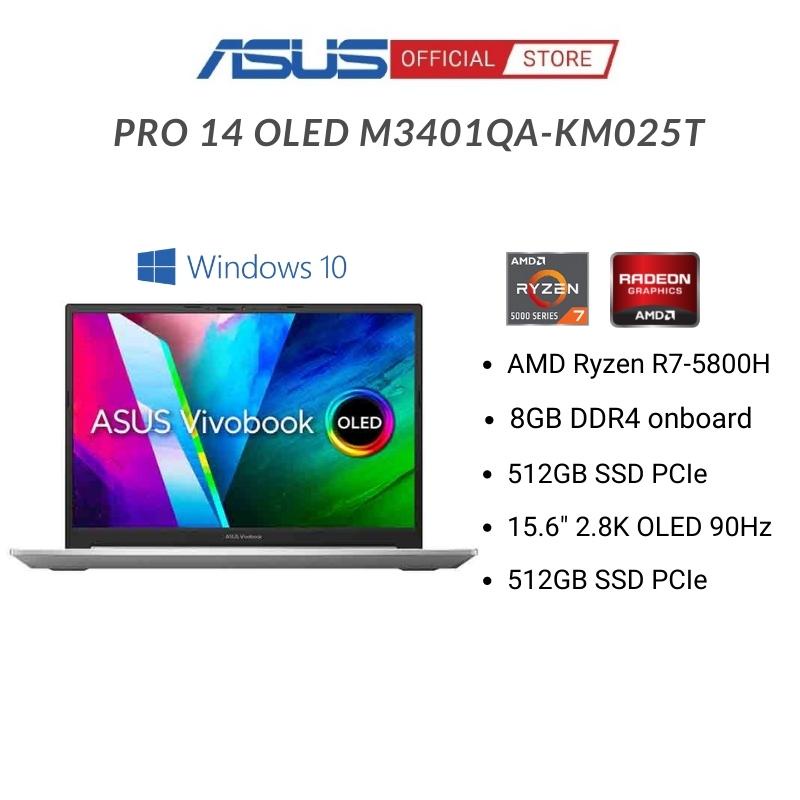 ASUS OFFICIAL STORE
PRO 14 OLED M3401QA-KM025T
Windows 10
AMD
RYZEN
5000 SERIES 7
RADEON
GRAPHICS
AMD
ASUS Vivobook OLED
ASUS Vivobook
• AMD Ryzen R7-5800H
• 8GB DDR4 onboard
• 512GB SSD PCIe
• 15.6" 2.8K OLED 90Hz
• 512GB SSD PCIe